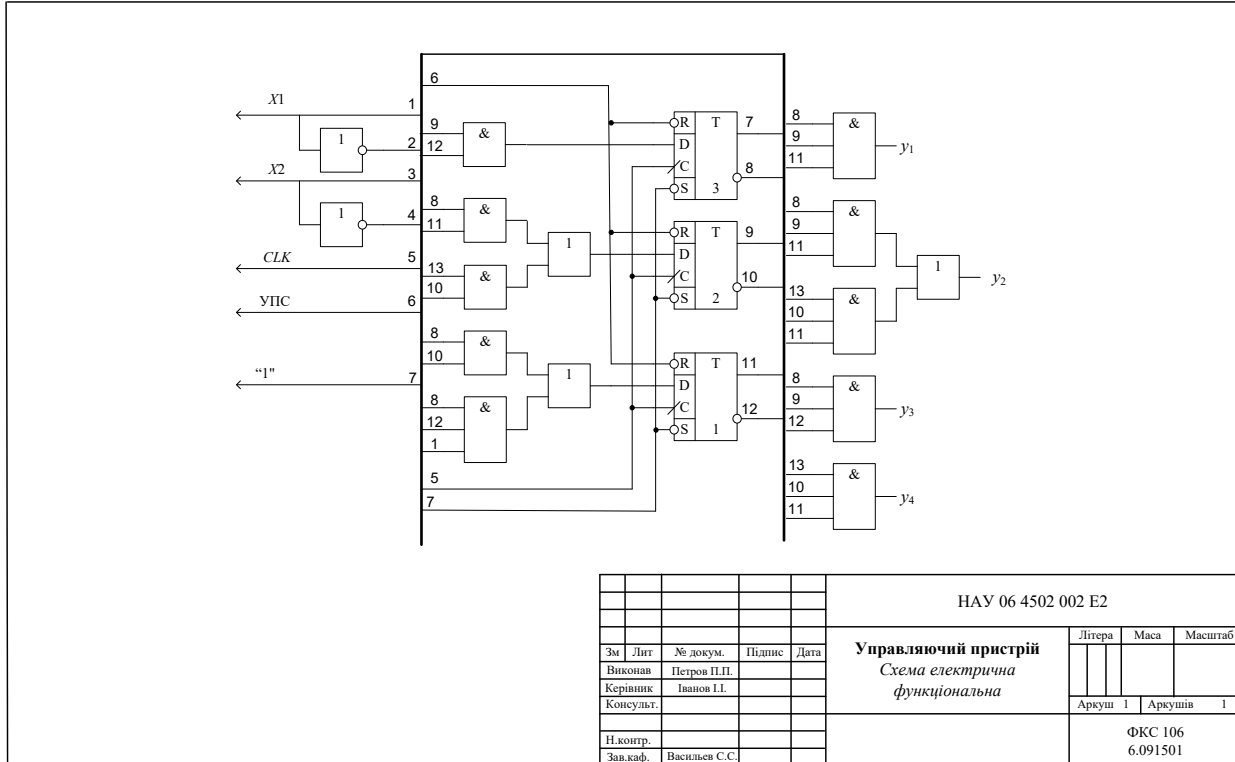 6
X1
1
9
12
&
2
X2
3
8
11
&
4
CLK
5
13
10
&
УПС
6
8
10
&
"1"
7
8
12
1
&
5
7
1
1
1
1
R
D
C
S
T
3
7
8
R
D
C
S
T
2
9
10
R
D
C
S
T
1
11
12
8
9
11
&
y1
8
9
11
&
13
10
11
&
1
y2
8
9
12
&
y3
13
10
11
&
y4
НАУ 06 4502 002 Е2
Зм Лит № докум. Підпис Дата
Виконав Петров П.П.
Керівник Іванов І.І.
Консульт.
Н.контр.
Зав.каф. Васильев С.С.
Управляючий пристрій
Схема електрична
функціональна
Літера Маса Масштаб
Аркуш 1 Аркушів 1
ФКС 106
6.091501